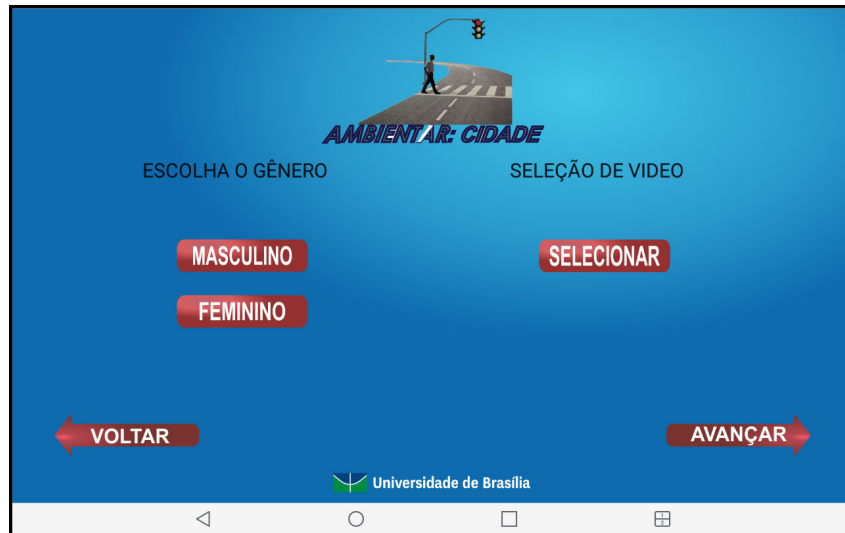 AMBIENTAR: CIDADE
ESCOLHA O GÊNERO
SELEÇÃO DE VIDEO
MASCULINO
SELECIONAR
FEMININO
VOLTAR
AVANÇAR
Universidade de Brasília